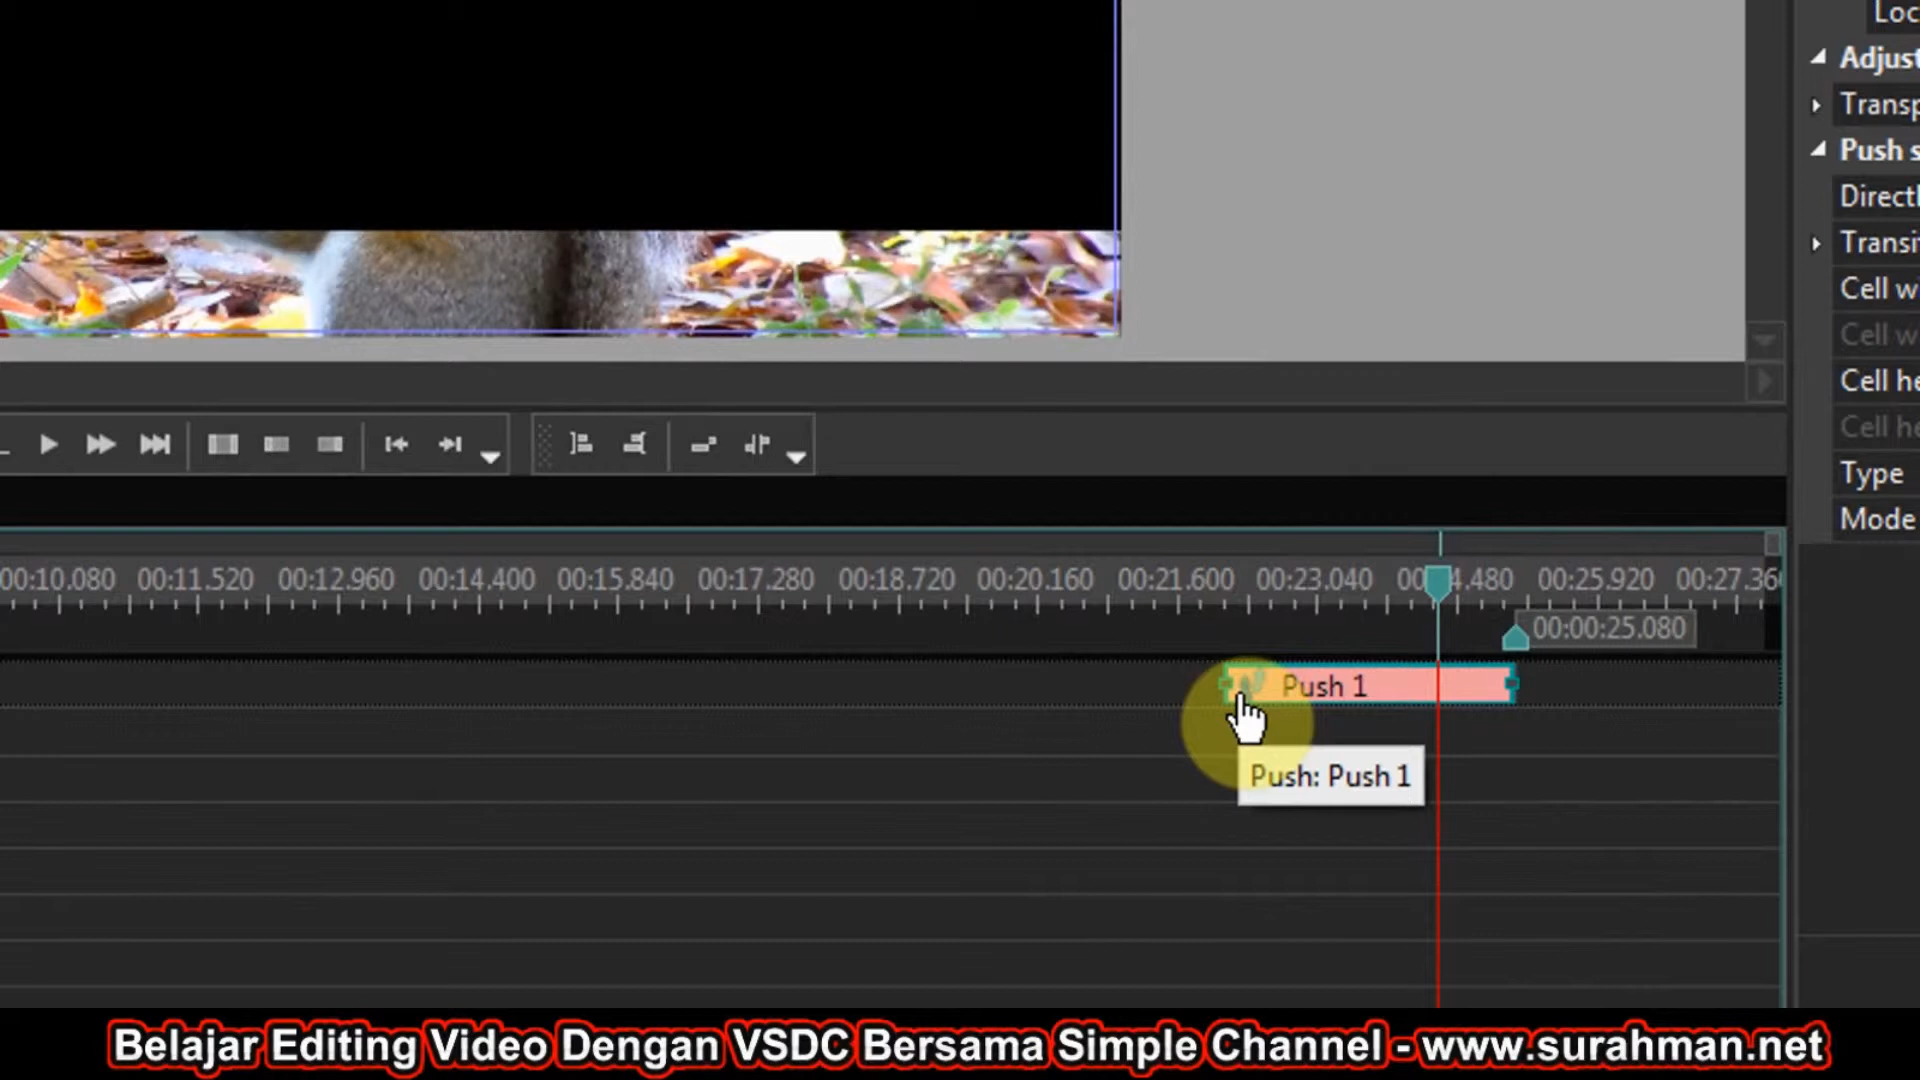 Loc
Adjust
Transp
Push s
Directi
Transi
Cell w
Cell w
Cell he
Cell he
Type
Mode
00:10.080 00:11.520 00:12.960 00:14.400 00:15.840 00:17.280 00:18.720 00:20.160 00:21.600 00:23.040 00: 4.480 00:25.920 00:27.36
00:00:25.080
Push 1
Push: Push 1
Belajar Editing Video Dengan VSDC Bersama Simple Channel - www.surahman.net